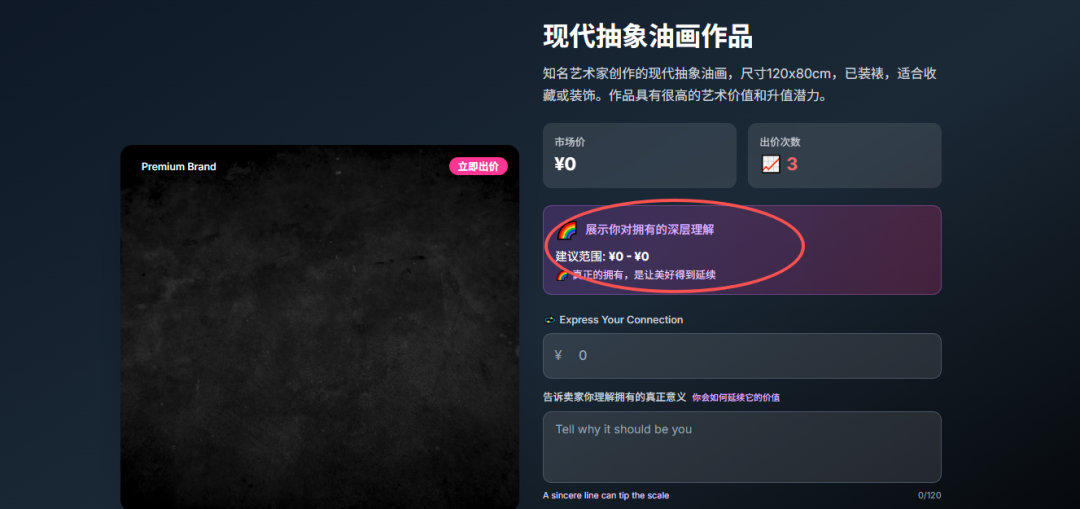 现代抽象油画作品
知名艺术家创作的现代抽象油画，尺寸120x80cm，已装裱，适合收
藏或装饰。作品具有很高的艺术价值和升值潜力。
Premium Brand
立即出价
市场价
¥0
出价次数
3
展示你对拥有的深层理解
建议范围: ¥0 - ¥0
真正的拥有，是让美好得到延续
Express Your Connection
¥ 0
告诉卖家你理解拥有的真正意义 你会如何延续它的价值
Tell why it should be you
A sincere line can tip the scale
0/120